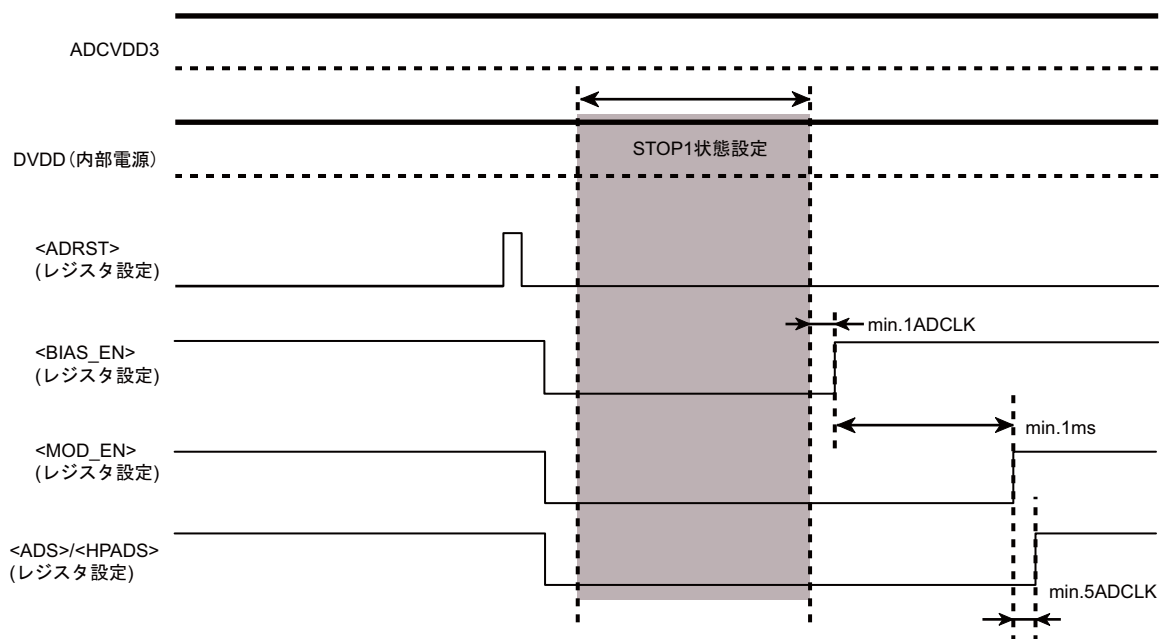 ADCVDD3
DVDD(内部電源)
STOP1状態設定
<ADRST>
(レジスタ設定)
min.1ADCLK
<BIAS_EN>
(レジスタ設定)
min.1ms
<MOD_EN>
(レジスタ設定)
<ADS>/<HPADS>
(レジスタ設定)
min.5ADCLK